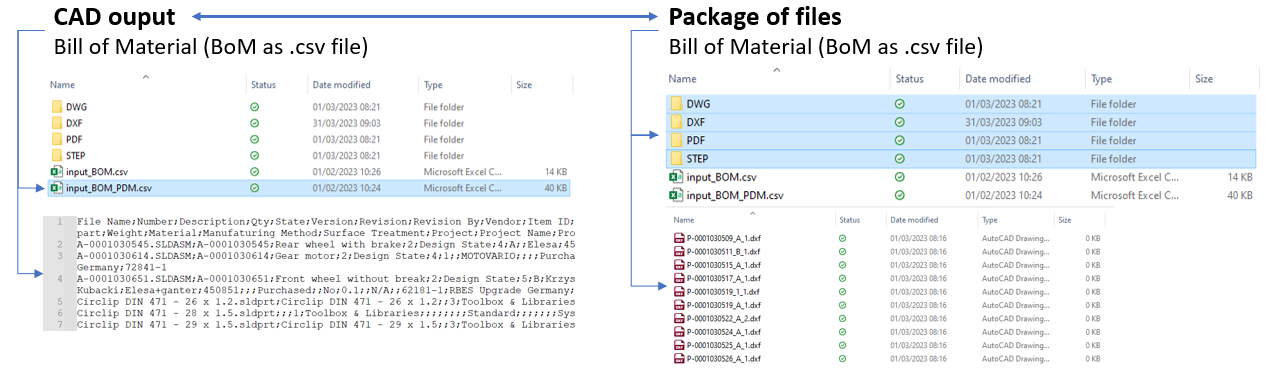 CAD ouput
Bill of Material (BoM as .csv file)
Name Status Date modified Type Size
DWG 01/03/2023 08:21 File folder
DXF 31/03/2023 09:03 File folder
PDF 01/03/2023 08:21 File folder
STEP 01/03/2023 08:21 File folder
input_BOM.csv 01/02/2023 10:26 Microsoft Excel C... 14 KB
input_BOM_PDM.csv 01/02/2023 10:24 Microsoft Excel C... 40 KB
1 File Name;Number;Description;Qty;State;Version;Revision;Revision By;Vendor;Item ID;
part;Weight;Material;Manufaturing Method;Surface Treatment;Project;Project Name;Pro
2 A-0001030545.SLDASM;A-0001030545;Rear wheel with brake;2;Design State;4;A;;Elesa;45
3 A-0001030614.SLDASM;A-0001030614;Gear motor;2;Design State;4;1;;MOTOVARIO;;;;Purcha
Germany;72841-1
4 A-0001030651.SLDASM;A-0001030651;Front wheel without break;2;Design State;5;B;Krzys
Kubacki;Elesa+ganter;450851;;;Purchased;;No;0.1;;N/A;;62181-1;RBES Upgrade Germany;
5 Circlip DIN 471 - 26 x 1.2.sldprt;Circlip DIN 471 - 26 x 1.2;;3;Toolbox & Libraries
6 Circlip DIN 471 - 28 x 1.5.sldprt;;;1;Toolbox & Libraries;;;;;;;;Standard;;;;;;;Sys
7 Circlip DIN 471 - 29 x 1.5.sldprt;Circlip DIN 471 - 29 x 1.5;;3;Toolbox & Libraries
Package of files
Bill of Material (BoM as .csv file)
Name Status Date modified Type Size
DWG 01/03/2023 08:21 File folder
DXF 31/03/2023 09:03 File folder
PDF 01/03/2023 08:21 File folder
STEP 01/03/2023 08:21 File folder
input_BOM.csv 01/02/2023 10:26 Microsoft Excel C... 14 KB
input_BOM_PDM.csv 01/02/2023 10:24 Microsoft Excel C... 40 KB
Name Status Date modified Type Size
P-0001030509_A_1.dxf 01/03/2023 08:16 AutoCAD Drawing... 0 KB
P-0001030511_B_1.dxf 01/03/2023 08:16 AutoCAD Drawing... 0 KB
P-0001030515_A_1.dxf 01/03/2023 08:16 AutoCAD Drawing... 0 KB
P-0001030517_A_1.dxf 01/03/2023 08:16 AutoCAD Drawing... 0 KB
P-0001030519_1_1.dxf 01/03/2023 08:16 AutoCAD Drawing... 0 KB
P-0001030519_A_1.dxf 01/03/2023 08:16 AutoCAD Drawing... 0 KB
P-0001030522_A_2.dxf 01/03/2023 08:16 AutoCAD Drawing... 0 KB
P-0001030524_A_1.dxf 01/03/2023 08:16 AutoCAD Drawing... 0 KB
P-0001030525_A_1.dxf 01/03/2023 08:16 AutoCAD Drawing... 0 KB
P-0001030526_A_1.dxf 01/03/2023 08:16 AutoCAD Drawing... 0 KB